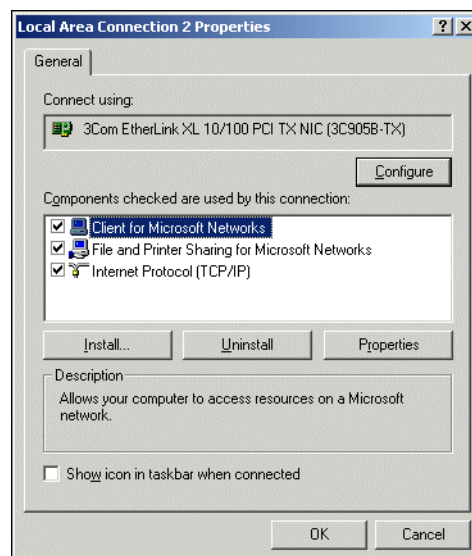 Local Area Connection 2 Properties
General
Connect using:
3Com EtherLink XL 10/100 PCI TX NIC (3C905B-TX)
Configure
Components checked are used by this connection:
Client for Microsoft Networks
File and Printer Sharing for Microsoft Networks
Internet Protocol (TCP/IP)
Install... Uninstall Properties
Description
Allows your computer to access resources on a Microsoft
network.
Show icon in taskbar when connected
OK Cancel